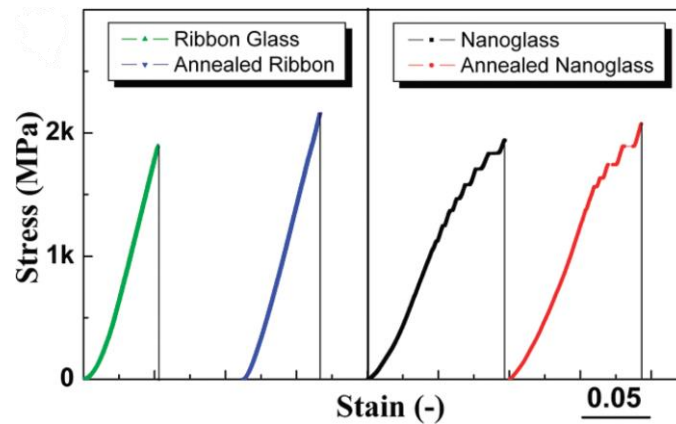 Ribbon Glass
Annealed Ribbon
Nanoglass
Annealed Nanoglass
2k
1k
0
Stress (MPa)
Stain (-)
0.05